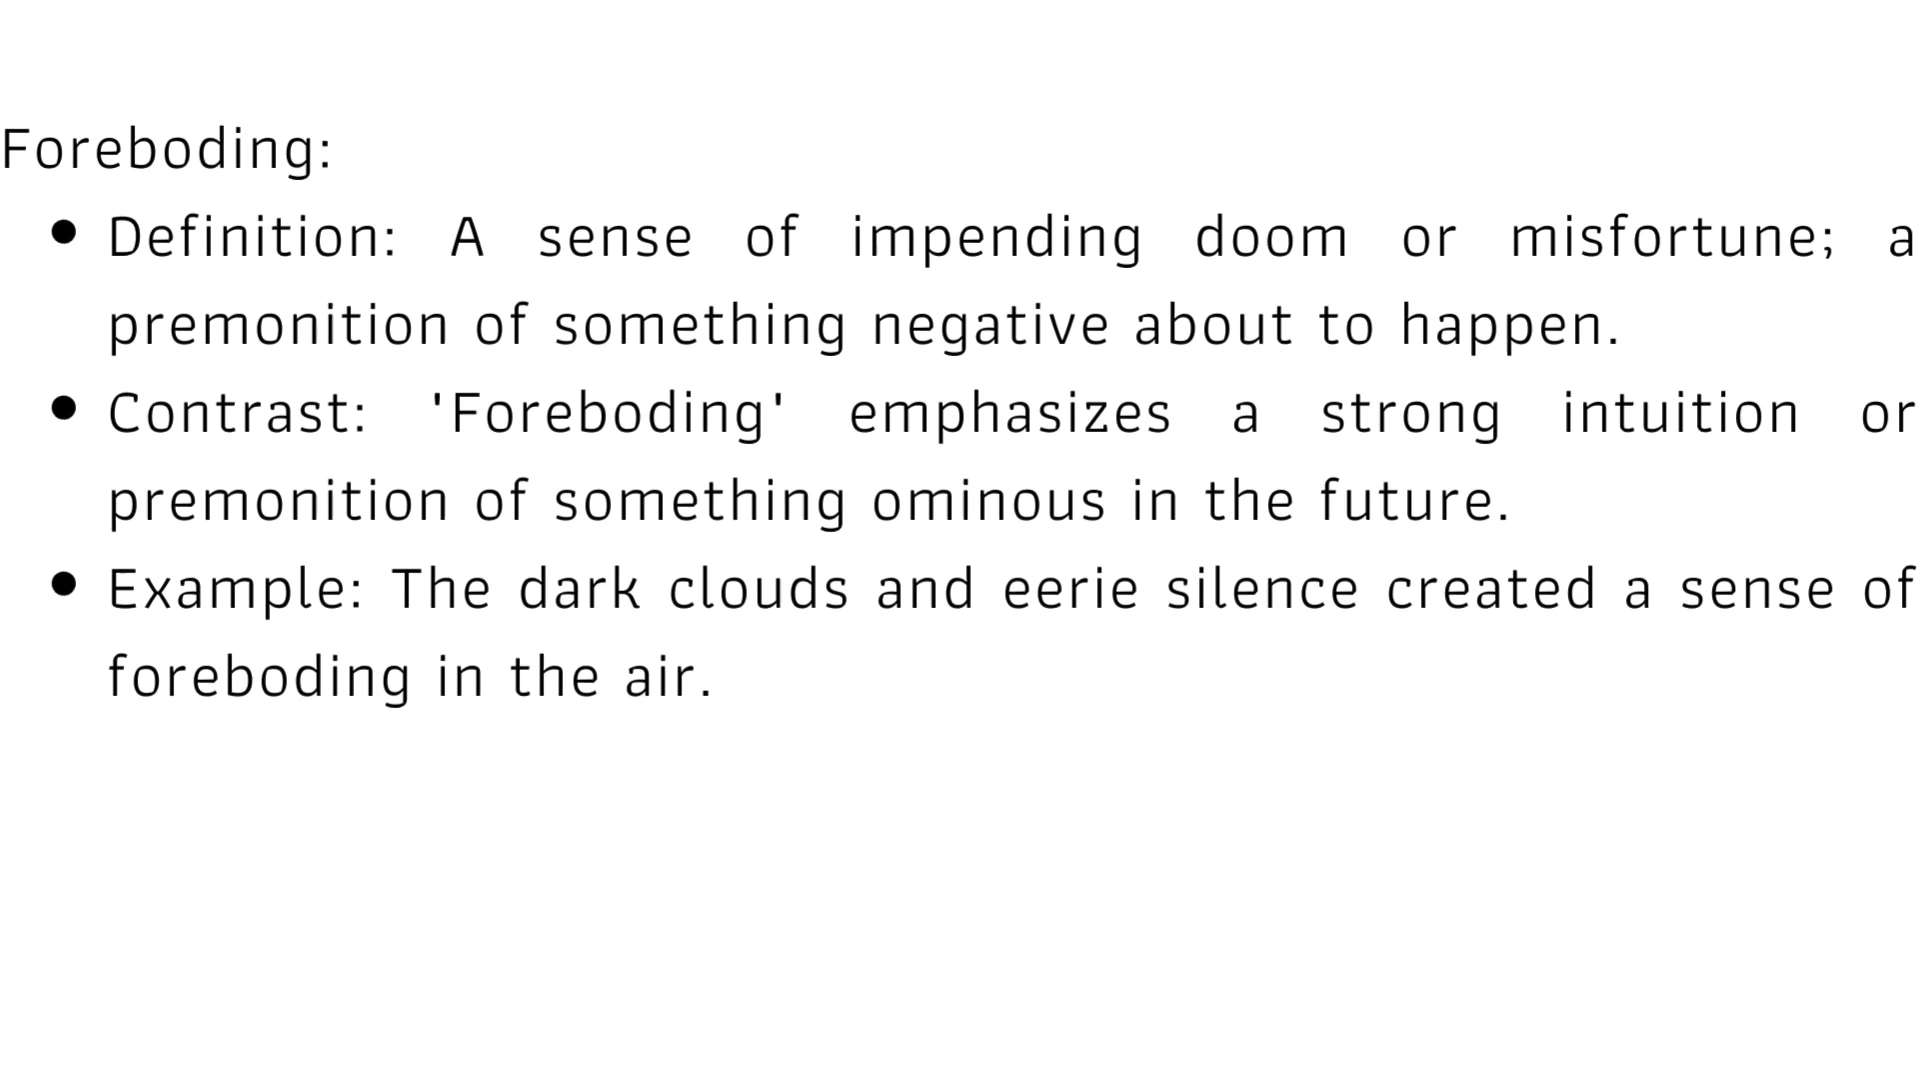 Foreboding:
• Definition: A sense of impending doom or misfortune; a
premonition of something negative about to happen.
• Contrast: 'Foreboding' emphasizes a strong intuition or
premonition of something ominous in the future.
• Example: The dark clouds and eerie silence created a sense of
foreboding in the air.